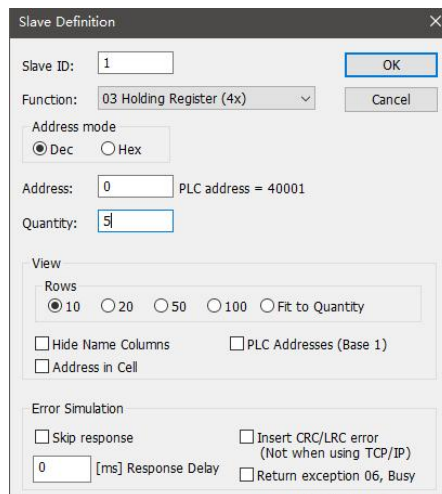 Slave Definition
Slave ID: 1
OK
Function: 03 Holding Register (4x)
Cancel
Address mode
Dec Hex
Address: 0 PLC address = 40001
Quantity: 5
View
Rows
10 20 50 100 Fit to Quantity
Hide Name Columns PLC Addresses (Base 1)
Address in Cell
Error Simulation
Skip response Insert CRC/LRC error
(Not when using TCP/IP)
0 [ms] Response Delay
Return exception 06, Busy